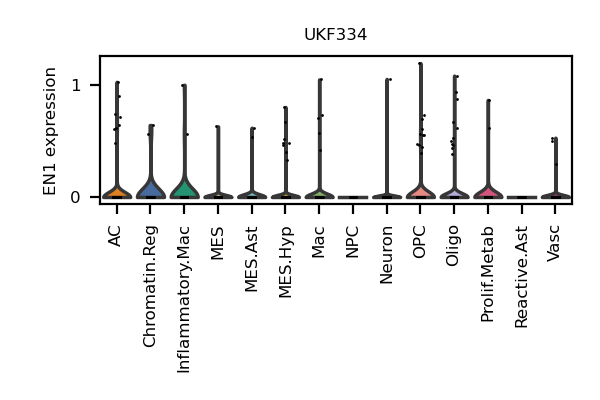 UKF334
EN1 expression
1
0
AC
Chromatin.Reg
Inflammatory.Mac
MES
MES.Ast
MES.Hyp
Mac
NPC
Neuron
OPC
Oligo
Prolif.Metab
Reactive.Ast
Vasc